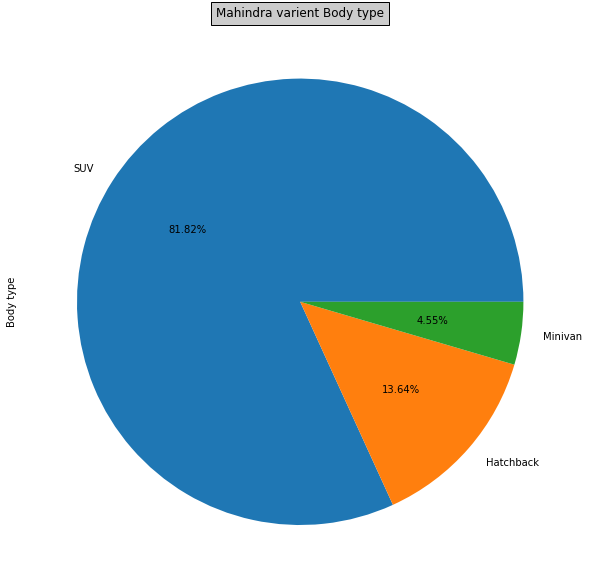 Mahindra varient Body type
SUV
81.82%
Body type
4.55%
Minivan
13.64%
Hatchback